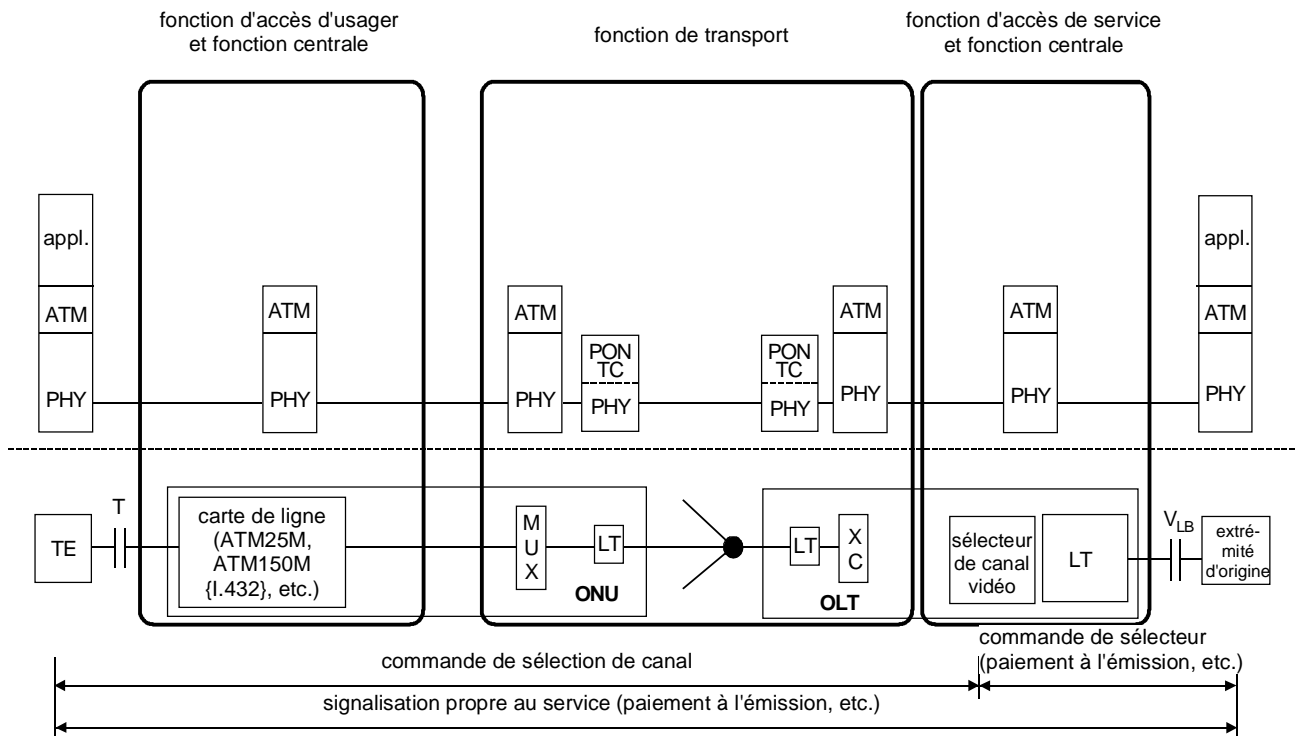 fonction d'accès d'usager
et fonction centrale
fonction de transport
fonction d'accès de service
et fonction centrale
appl.
ATM
PHY
ATM
PHY
ATM
PHY
PON
TC
PHY
PON
TC
PHY
ATM
PHY
ATM
PHY
appl.
ATM
PHY
TE
T
carte de ligne
(ATM25M,
ATM150M
{I.432}, etc.)
M
U
X
LT
ONU
LT
X
C
OLT
sélecteur
de canal
vidéo
LT
VLB
extré-
mité
d'origine
commande de sélection de canal
commande de sélecteur
(paiement à l'émission, etc.)
signalisation propre au service (paiement à l'émission, etc.)